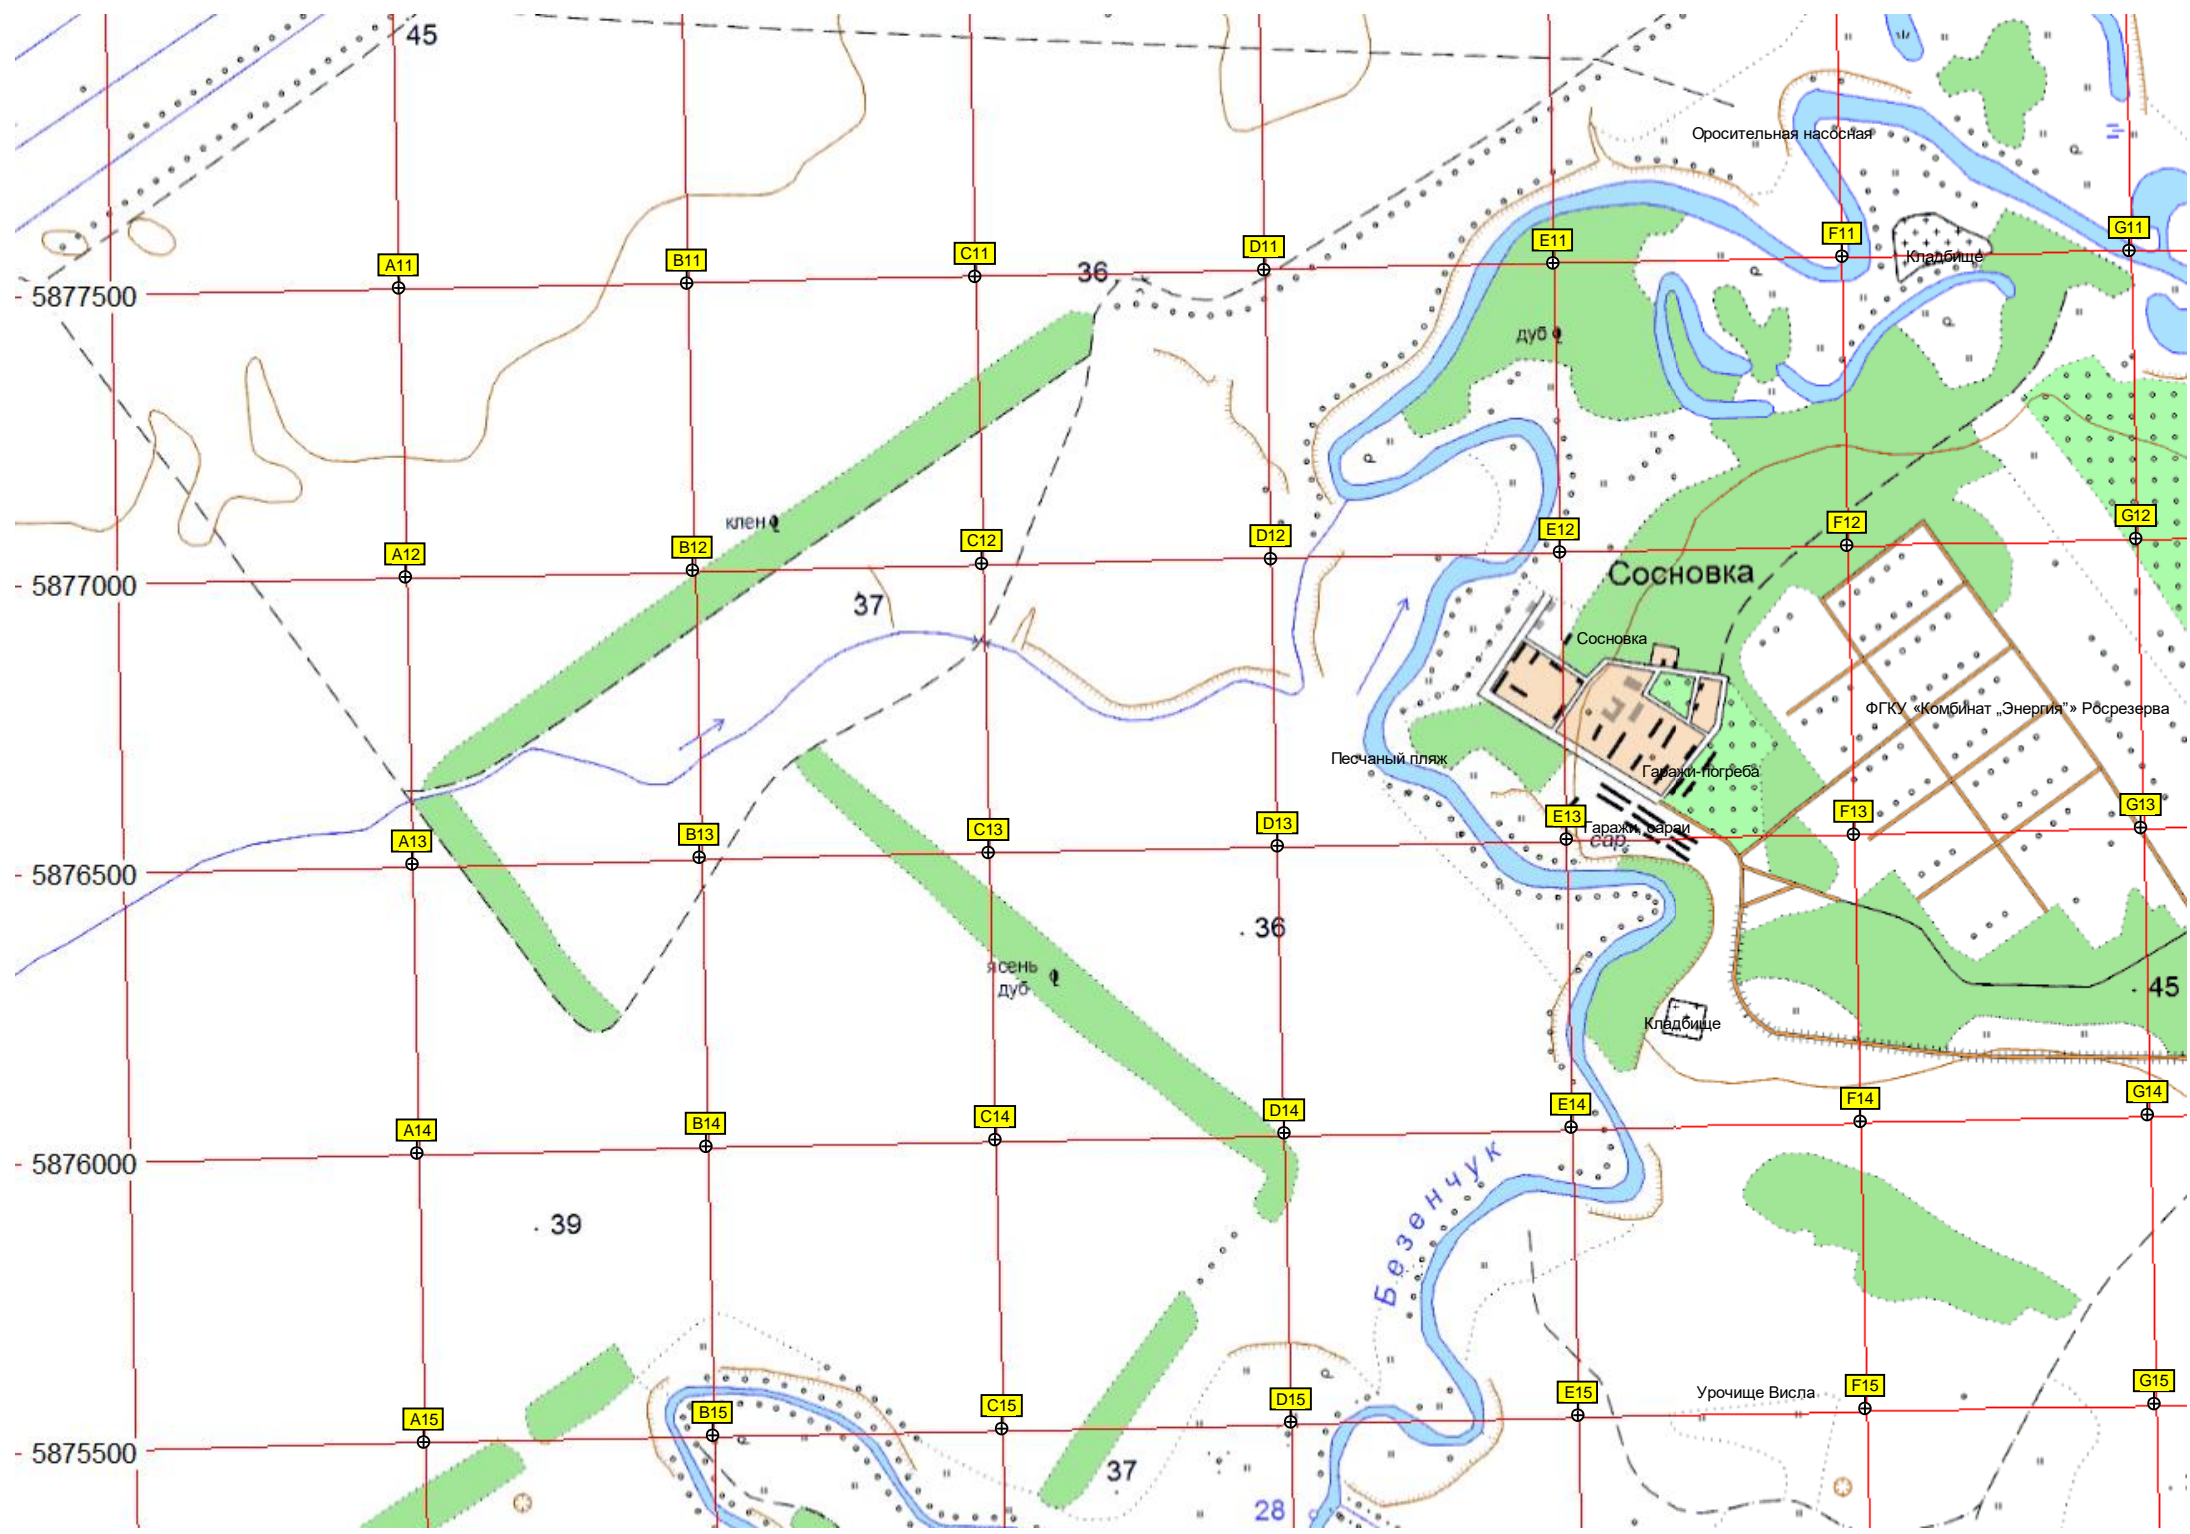 45
Оросительная насосная
A11
B11
C11
D11
E11
F11
G11
36
Кладбище
5877500
дуб
клен
A12
B12
C12
D12
E12
F12
G12
5877000
Сосновка
37
Сосновка
ФГКУ «Комбинат „Энергия"» Росрезерва
Песчаный пляж
Гаражи-погреба
A13
B13
C13
D13
E13
F13
G13
Гаражи, сараи
сар.
5876500
36
ясень
дуб
45
Кладбище
A14
B14
C14
D14
E14
F14
G14
5876000
Безенчук
39
A15
B15
C15
D15
E15
Урочище Висла
F15
G15
5875500
37
28